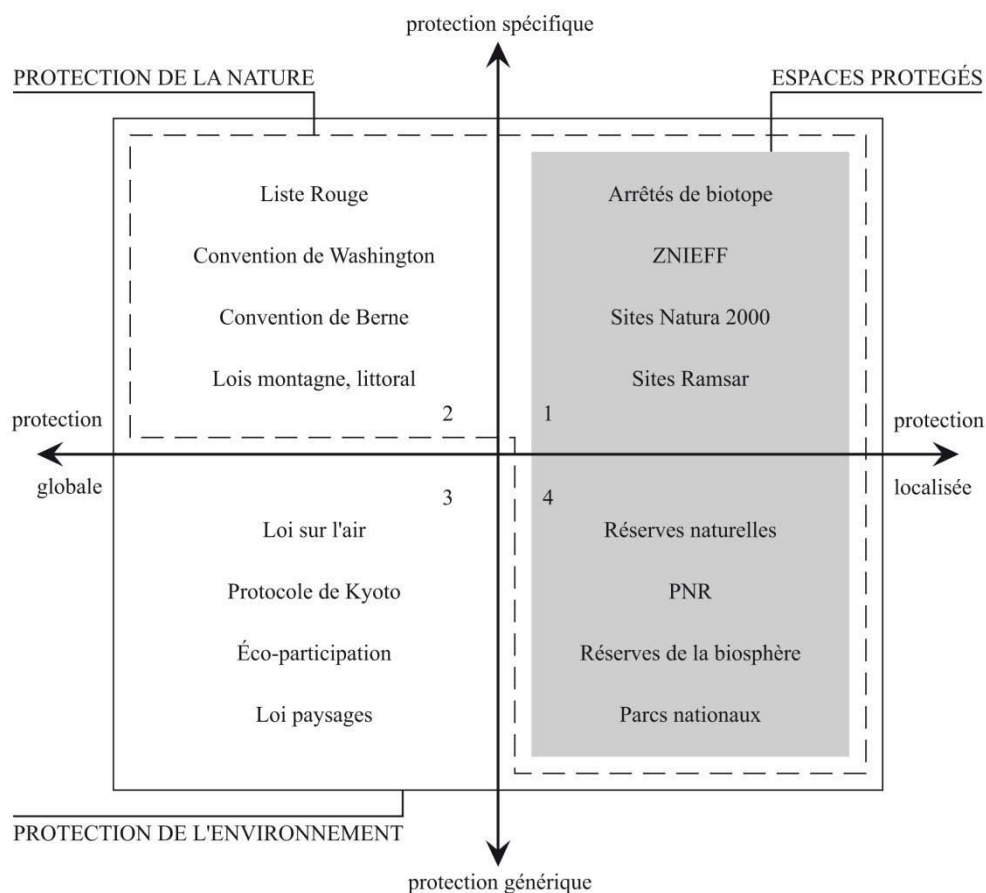 protection spécifique
PROTECTION DE LA NATURE
ESPACES PROTEGÉS
Liste Rouge
Convention de Washington
Convention de Berne
Lois montagne, littoral
2
Arrêtés de biotope
ZNIEFF
Sites Natura 2000
Sites Ramsar
1
protection
globale
protection
localisée
3
Loi sur l'air
Protocole de Kyoto
Éco-participation
Loi paysages
4
Réserves naturelles
PNR
Réserves de la biosphère
Parcs nationaux
PROTECTION DE L'ENVIRONNEMENT
protection générique